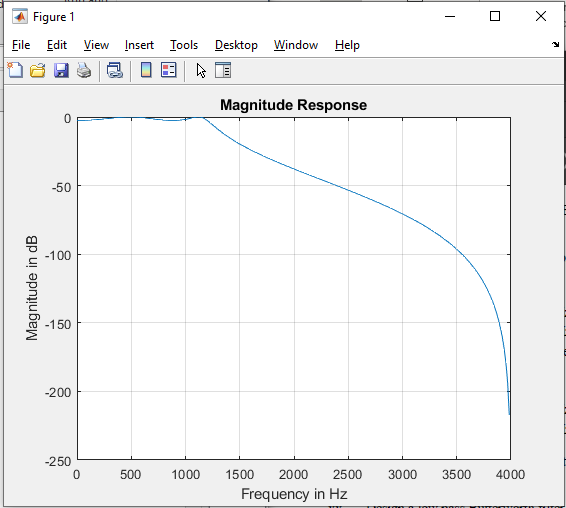 Figure 1
File Edit View Insert Tools Desktop Window Help
Magnitude Response
0
-50
-100
-150
-200
-250
Magnitude in dB
0 500 1000 1500 2000 2500 3000 3500 4000
Frequency in Hz